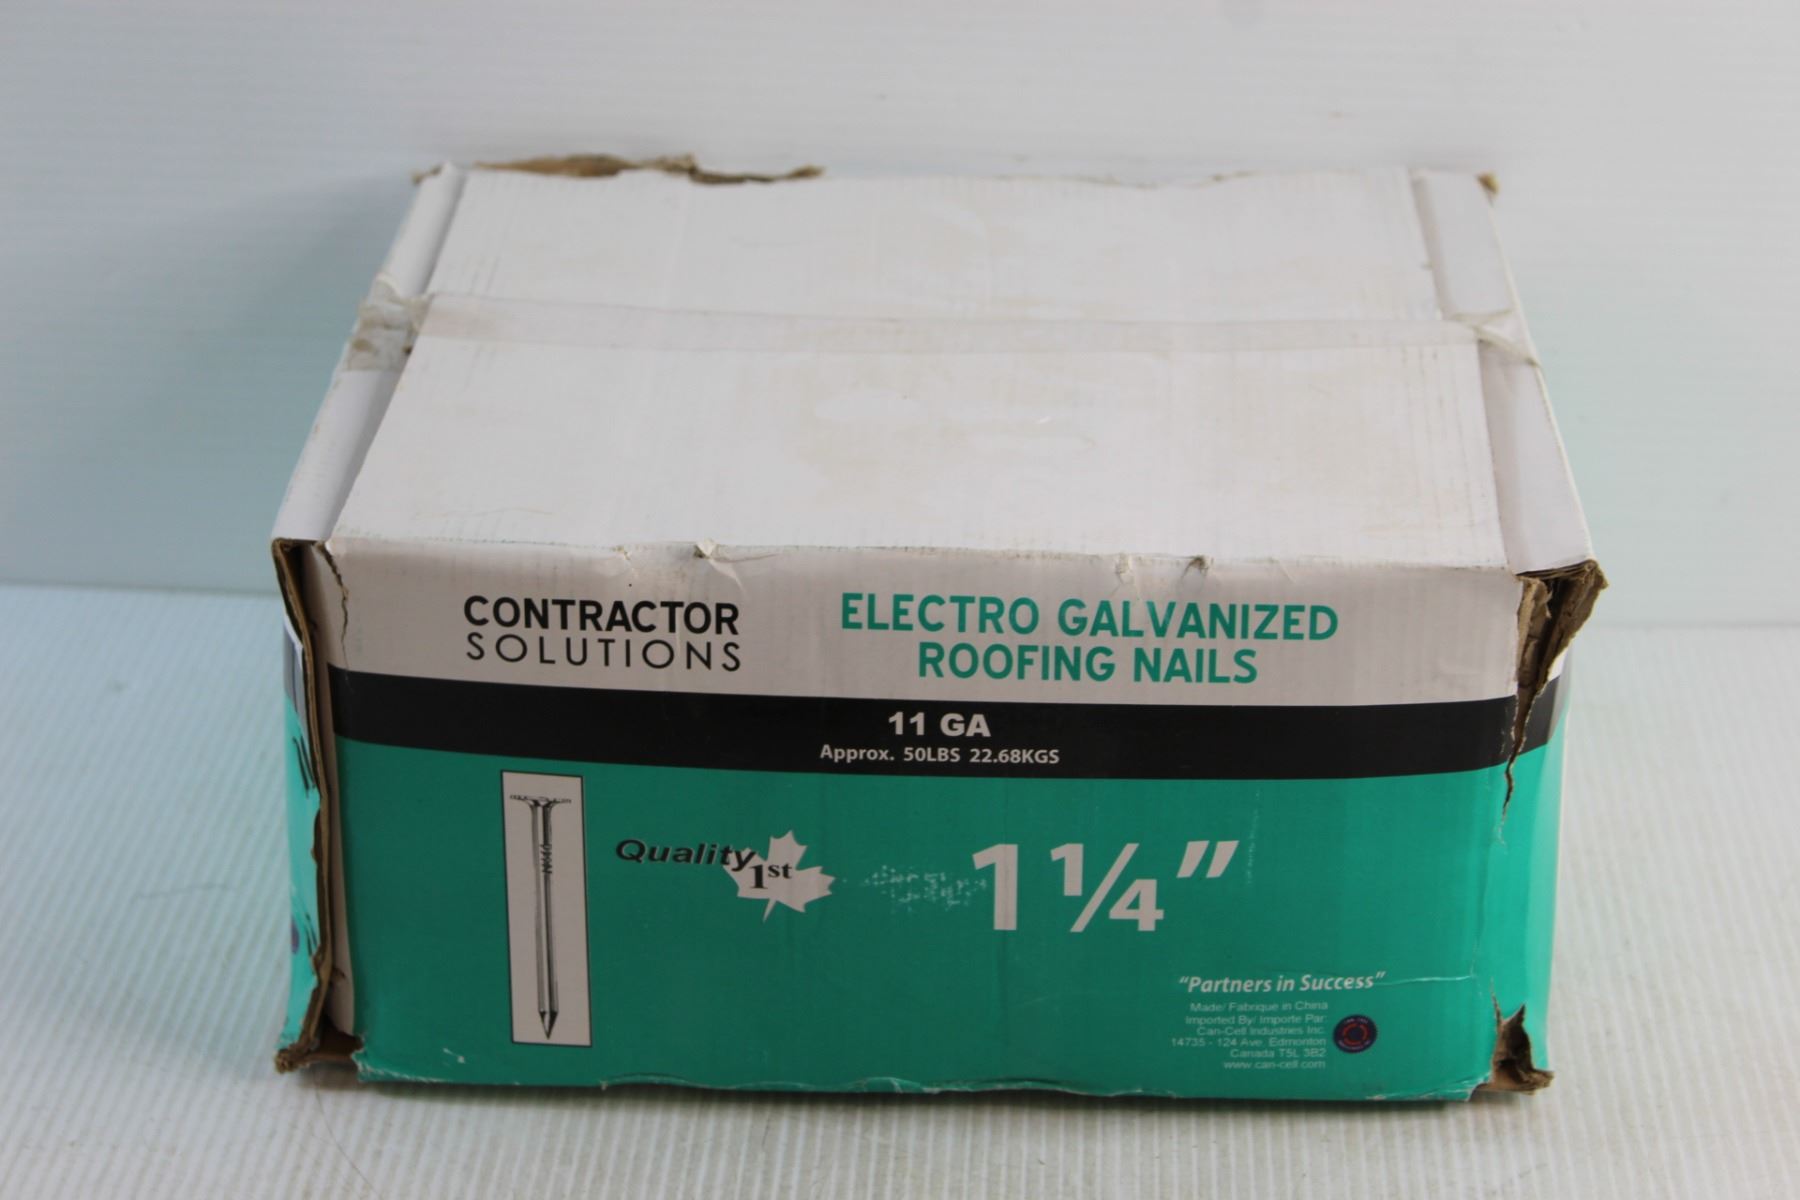 CONTRACTOR
SOLUTIONS
ELECTRO GALVANIZED
ROOFING NAILS
11 GA
Approx. 50LBS 22.68KGS
Quality
1st
1 ¼"
"Partners in Success"
Made/ Fabrique in China
Imported By/ Importe Par:
Can-Cell Industries Inc.
14735 - 124 Ave. Edmonton
Canada T5L 3B2
www.can-cell.com